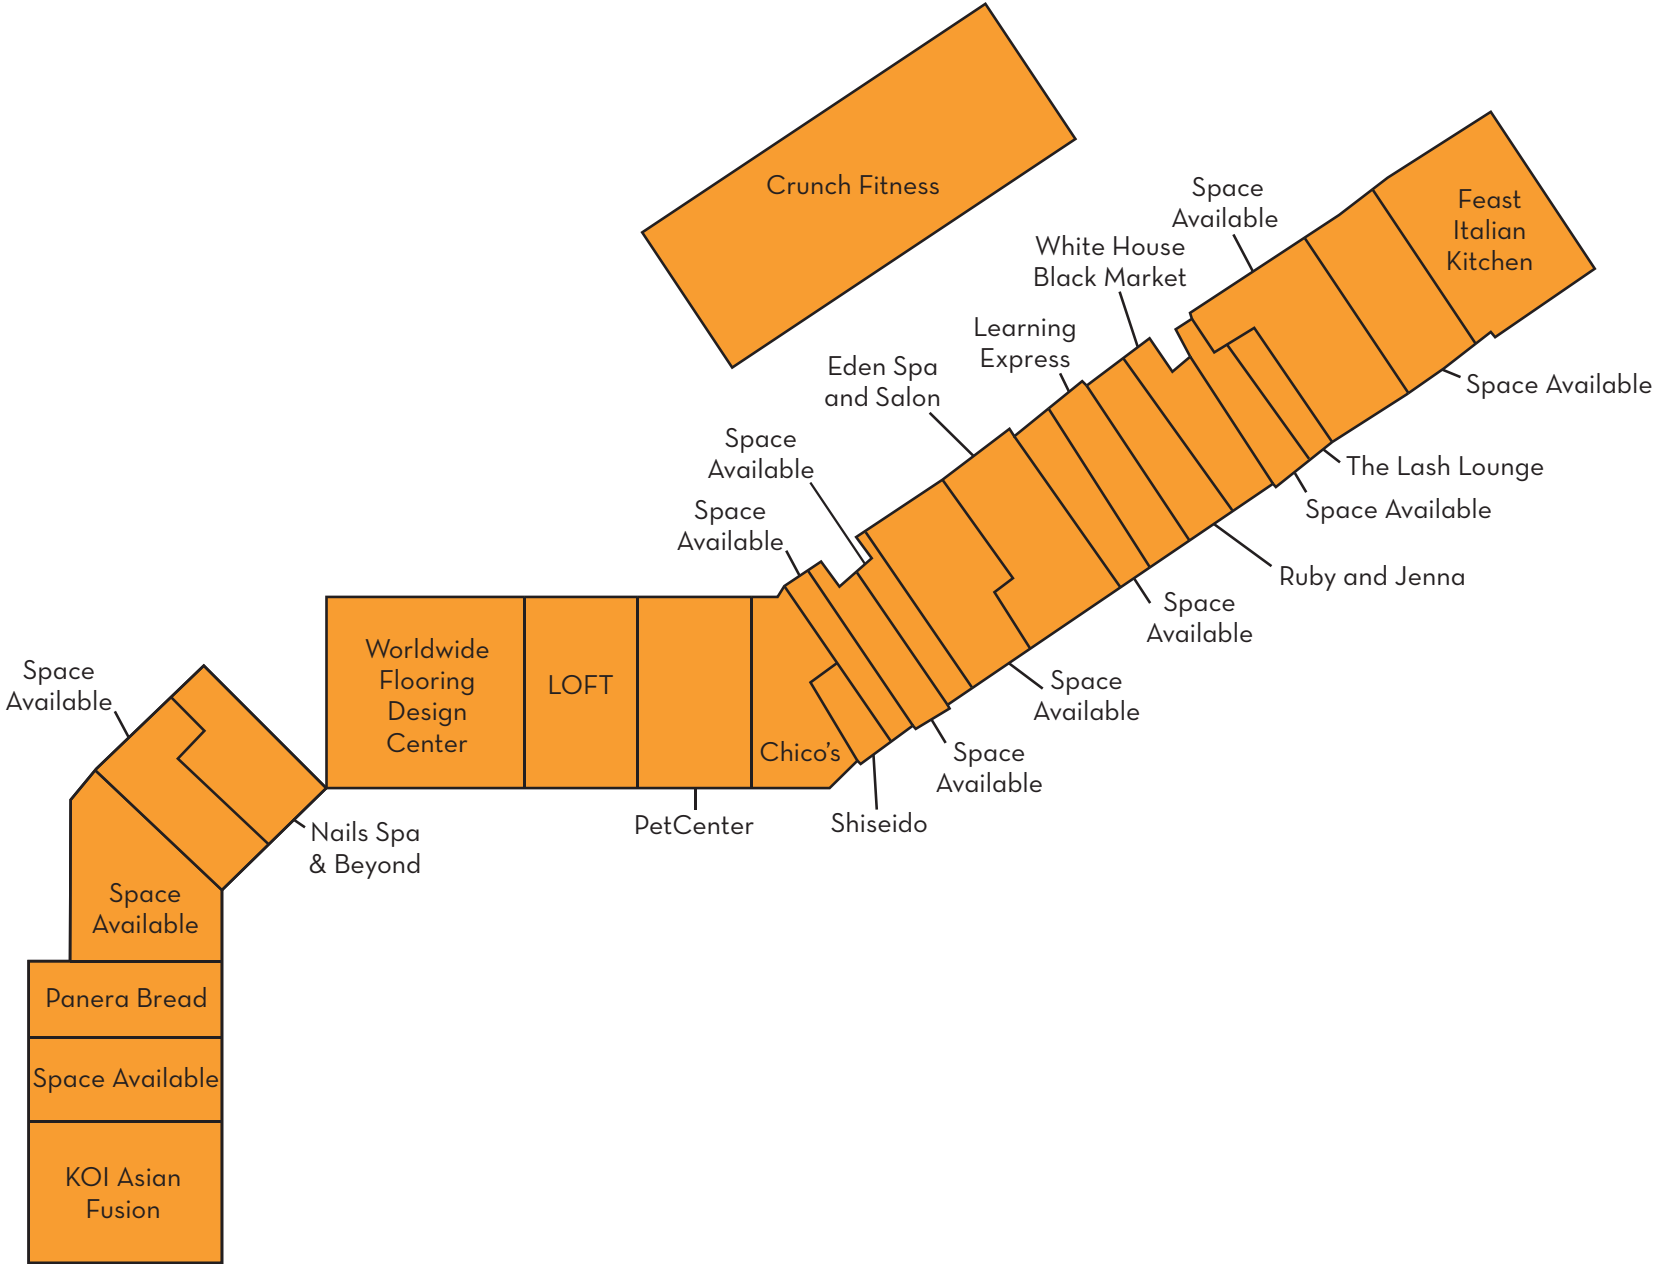 Crunch Fitness
Space
Available
Feast
Italian
Kitchen
White House
Black Market
Learning
Express
Eden Spa
and Salon
Space Available
Space
Available
The Lash Lounge
Space Available
Space
Available
Ruby and Jenna
Space
Available
Worldwide
Flooring
Design
Center
LOFT
Space
Available
Space
Available
Chico's
Space
Available
PetCenter
Shiseido
Nails Spa
& Beyond
Space
Available
Panera Bread
Space Available
KOI Asian
Fusion